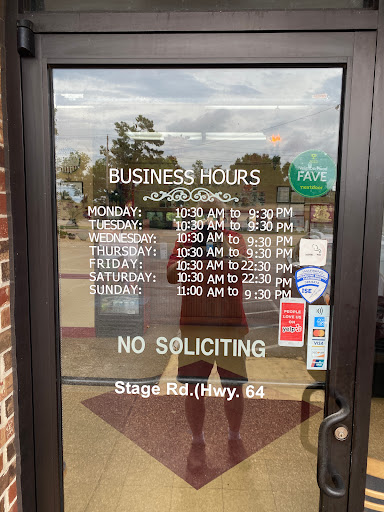 BUSINESS HOURS
MONDAY: 10:30 AM to 9:30 PM
TUESDAY: 10:30 AM to 9:30 PM
WEDNESDAY: 10:30 AM to 9:30 PM
THURSDAY: 10:30 AM to 9:30 PM
FRIDAY: 10:30 AM to 22:30 PM
SATURDAY: 10:30 AM to 22:30 PM
SUNDAY: 11:00 AM to 9:30 PM
NO SOLICITING
Stage Rd.(Hwy. 64
FAVE
nextdoor
PEOPLE
LOVE US
ON
yelp
VISA